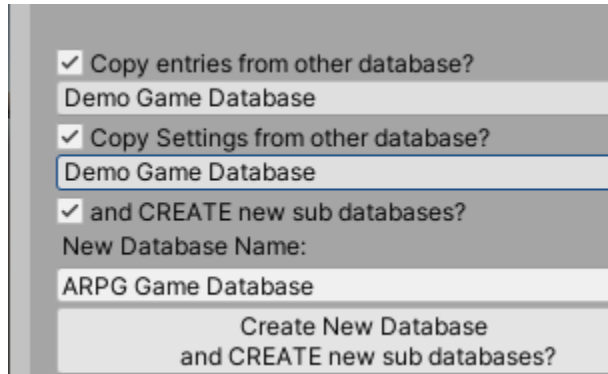 Copy entries from other database?
Demo Game Database
Copy Settings from other database?
Demo Game Database
and CREATE new sub databases?
New Database Name:
ARPG Game Database
Create New Database
and CREATE new sub databases?